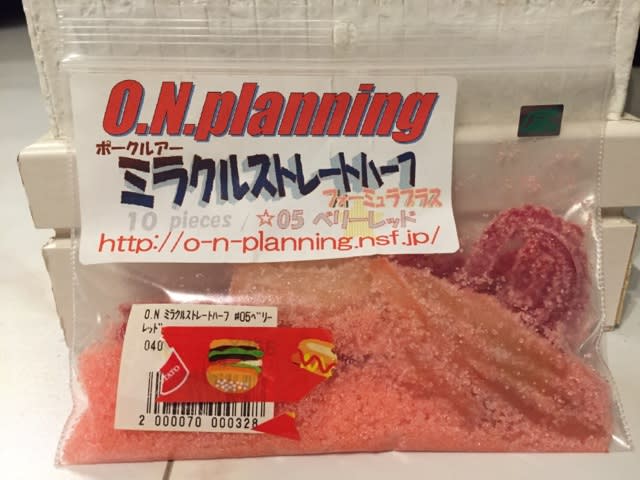 O.N.planning
ポークルアー
ミラクルストレートハーフ
フォーミュラプラス
10 pieces / ☆05 ベリーレッド
http://o-n-planning.nsf.jp/
O.N ミラクルストレートハーフ #05ベリー
レッド
040
2 000070 000328